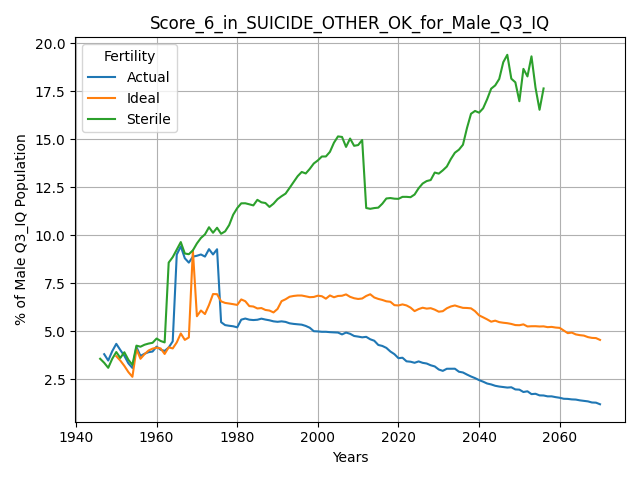 Score_6_in_SUICIDE_OTHER_OK_for_Male_Q3_IQ
% of Male Q3_IQ Population
20.0
17.5
15.0
12.5
10.0
7.5
5.0
2.5
Fertility
Actual
Ideal
Sterile
1940 1960 1980 2000 2020 2040 2060
Years